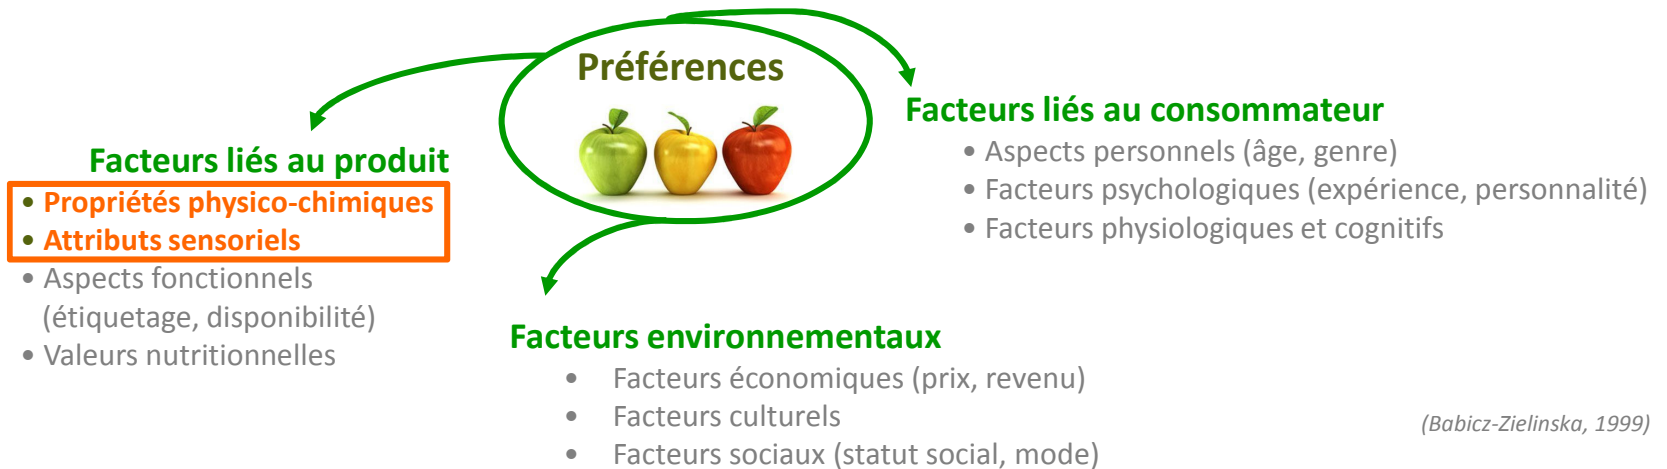 Préférences
Facteurs liés au produit
• Propriétés physico-chimiques
• Attributs sensoriels
• Aspects fonctionnels
(étiquetage, disponibilité)
• Valeurs nutritionnelles
Facteurs liés au consommateur
• Aspects personnels (âge, genre)
• Facteurs psychologiques (expérience, personnalité)
• Facteurs physiologiques et cognitifs
Facteurs environnementaux
• Facteurs économiques (prix, revenu)
• Facteurs culturels
• Facteurs sociaux (statut social, mode)
(Babicz-Zielinska, 1999)